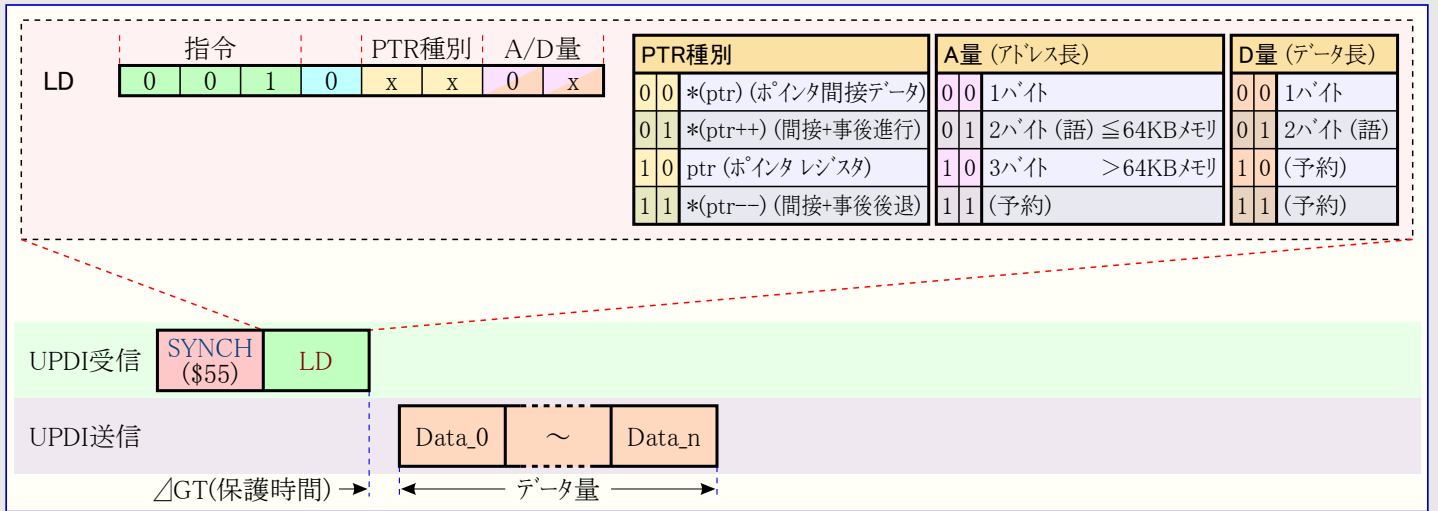 指令 PTR種別 A/D量
LD 0 0 1 0 x x 0 x
PTR種別
0 0 *(ptr) (ポインタ間接データ)
0 1 *(ptr++) (間接+事後進行)
1 0 ptr (ポインタ レジスタ)
1 1 *(ptr--) (間接+事後後退)
A量 (アドレス長)
0 0 1バイト
0 1 2バイト (語) ≦64KBメモリ
1 0 3バイト >64KBメモリ
1 1 (予約)
D量 (データ長)
0 0 1バイト
0 1 2バイト (語)
1 0 (予約)
1 1 (予約)
UPDI受信 SYNCH LD
($55)
UPDI送信 Data_0 ~ Data_n
⊿GT(保護時間) データ量